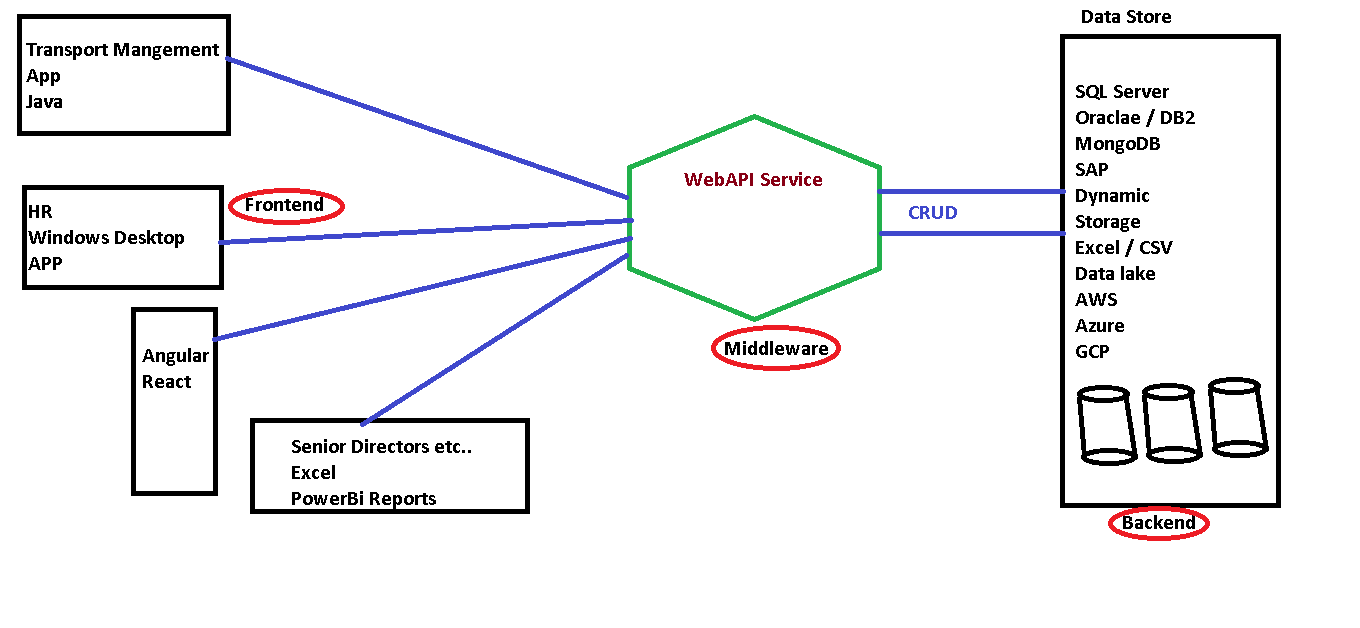 Transport Mangement
App
Java
HR
Windows Desktop
APP
Frontend
Angular
React
Senior Directors etc..
Excel
PowerBi Reports
WebAPI Service
Middleware
CRUD
Data Store
SQL Server
Oraclae / DB2
MongoDB
SAP
Dynamic
Storage
Excel / CSV
Data lake
AWS
Azure
GCP
Backend